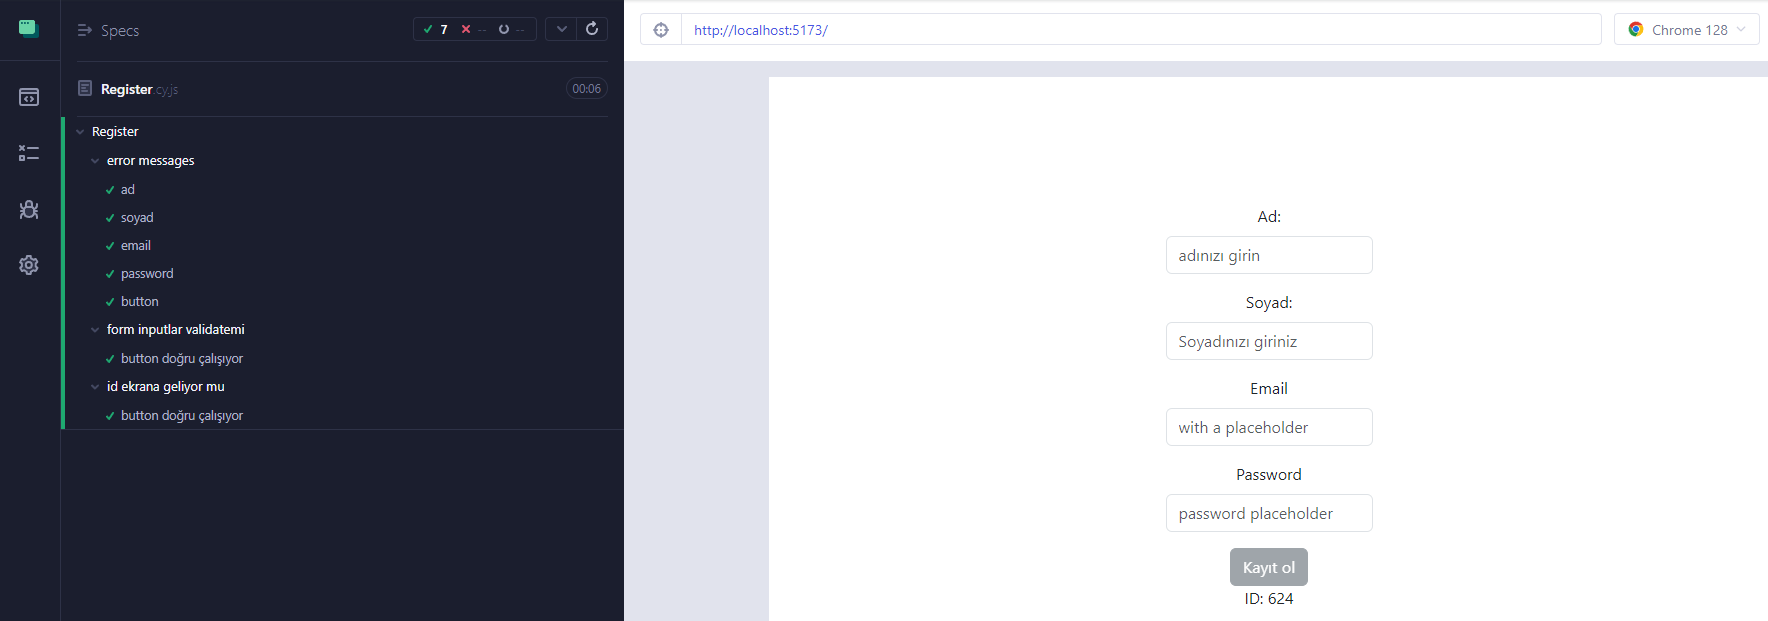 Specs
7 -- --
Register.cy.js 00:06
Register
error messages
ad
soyad
email
password
button
form inputlar validatemi
button doğru çalışıyor
id ekrana geliyor mu
button doğru çalışıyor
http://localhost:5173/
Chrome 128
Ad:
adınızı girin
Soyad:
Soyadınızı giriniz
Email
with a placeholder
Password
password placeholder
Kayıt ol
ID: 624